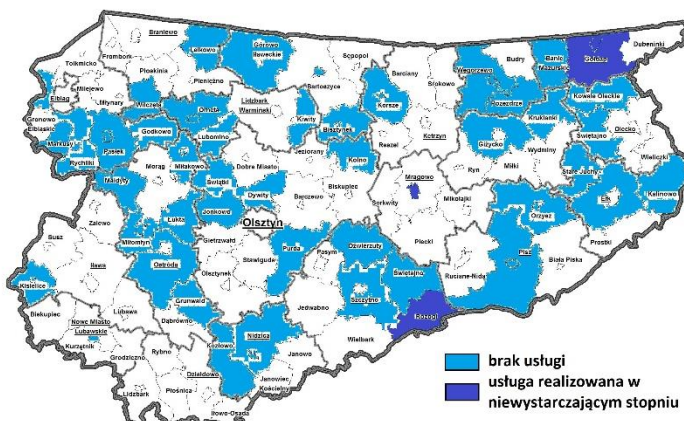 Braniewo
Lelkowo
Górowo
Iławeckie
Sępopol
Frombork
Tolkmicko
Płoskinia
Pieniężno
Bartoszyce
Barciany
Srokowo
Węgorzewo
Budry
Banie
Mazurskie
Gołdap
Dubeninki
Elbląg
Milejewo
Młynary
Wilczęta
Orneta
Lidzbark
Warmiński
Korsze
Pozezdrze
Kruklanki
Kowale Oleckie
Gronowo
Elbląskie
Markusy
Pasłęk
Godkowo
Lubomino
Kiwity
Bisztynek
Reszel
Kętrzyn
Giżycko
Świętajno
Olecko
Rychliki
Morąg
Miłakowo
Dobre Miasto
Jeziorany
Kolno
Wydminy
Wieliczki
Małdyty
Świątki
Dywity
Barczewo
Biskupiec
Mrągowo
Ryn
Miłki
Stare Juchy
Ełk
Kalinowo
Zalewo
Łukta
Jonkowo
Olsztyn
Sorkwity
Mikołajki
Orzysz
Susz
Miłomłyn
Gietrzwałd
Purda
Pasym
Dźwierzuty
Piecki
Prostki
Iława
Ostróda
Olsztynek
Stawiguda
Świętajno
Ruciane-Nida
Pisz
Biała Piska
Kisielice
Grunwald
Jedwabno
Szczytno
Rozogi
Biskupiec
Lubawa
Dąbrówno
Nidzica
Wielbark
Nowe Miasto
Lubawskie
Kurzętnik
Grodziczno
Rybno
Kozłowo
Janowo
Lidzbark
Płośnica
Działdowo
Janowiec
Kościelny
Iłowo-Osada
brak usługi
usługa realizowana w
niewystarczającym stopniu